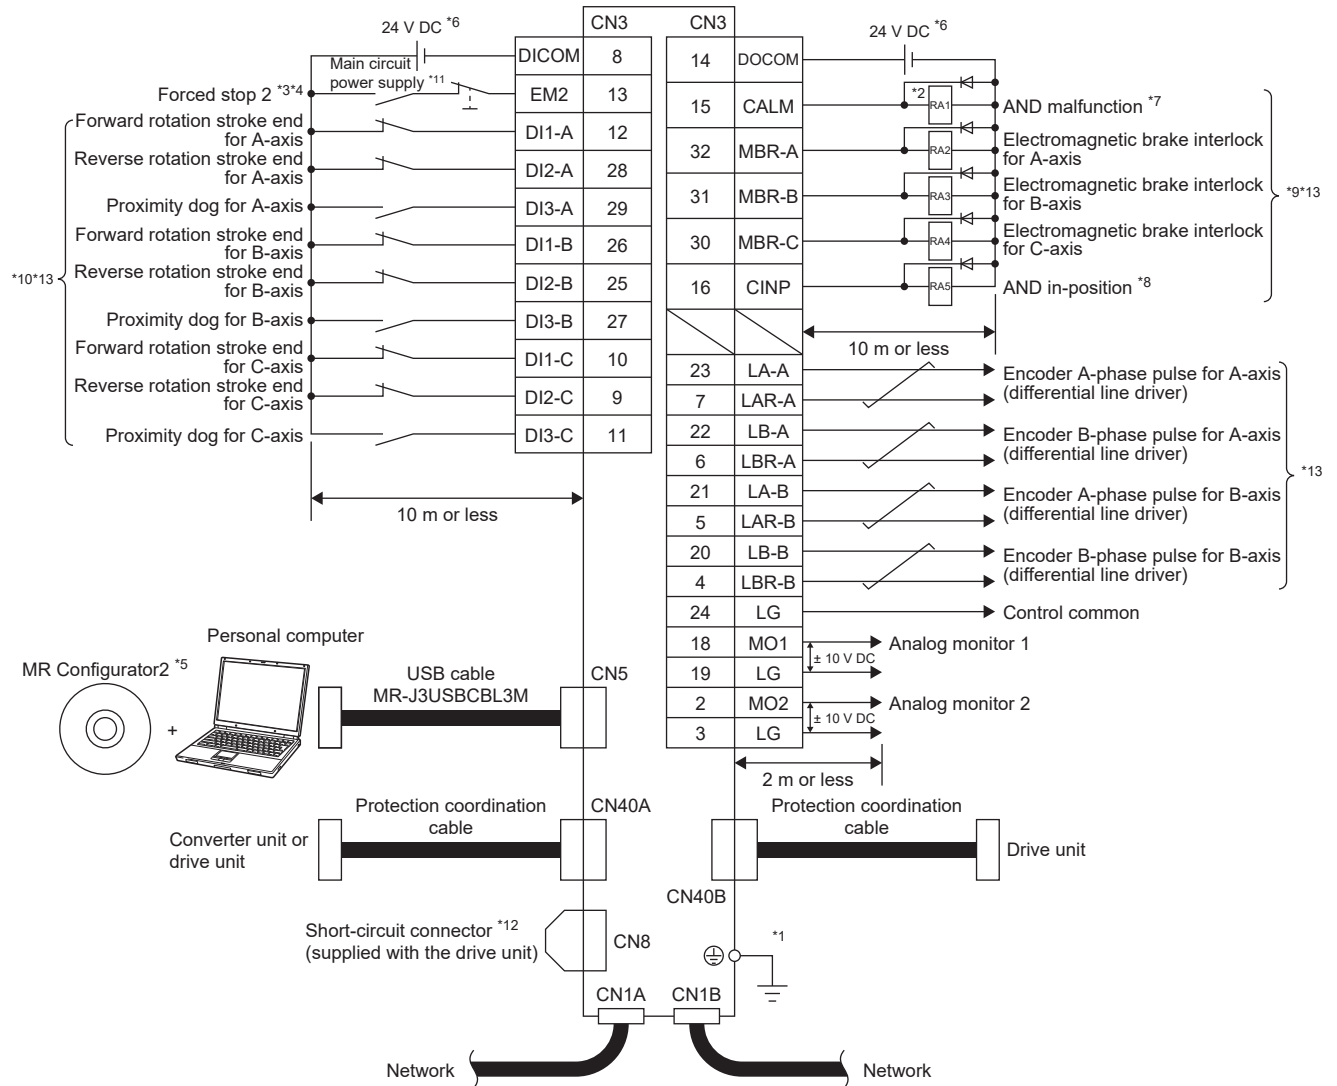 24 V DC *6
CN3
DICOM 8
Main circuit
power supply *11
Forced stop 2 *3*4
EM2 13
Forward rotation stroke end
for A-axis
DI1-A 12
Reverse rotation stroke end
for A-axis
DI2-A 28
Proximity dog for A-axis
DI3-A 29
Forward rotation stroke end
for B-axis
DI1-B 26
*10*13
Reverse rotation stroke end
for B-axis
DI2-B 25
Proximity dog for B-axis
DI3-B 27
Forward rotation stroke end
for C-axis
DI1-C 10
Reverse rotation stroke end
for C-axis
DI2-C 9
Proximity dog for C-axis
DI3-C 11
10 m or less
CN3
24 V DC *6
14 DOCOM
15 CALM
*2
RA1
AND malfunction *7
32 MBR-A
RA2
Electromagnetic brake interlock
for A-axis
31 MBR-B
RA3
Electromagnetic brake interlock
for B-axis
*9*13
30 MBR-C
RA4
Electromagnetic brake interlock
for C-axis
16 CINP
RA5
AND in-position *8
10 m or less
23 LA-A
7 LAR-A
Encoder A-phase pulse for A-axis
(differential line driver)
22 LB-A
6 LBR-A
Encoder B-phase pulse for A-axis
(differential line driver)
*13
21 LA-B
5 LAR-B
Encoder A-phase pulse for B-axis
(differential line driver)
20 LB-B
4 LBR-B
Encoder B-phase pulse for B-axis
(differential line driver)
24 LG
Control common
18 MO1
Analog monitor 1
± 10 V DC
19 LG
2 MO2
Analog monitor 2
± 10 V DC
3 LG
2 m or less
Personal computer
MR Configurator2 *5
+
USB cable
MR-J3USBCBL3M
CN5
Protection coordination
cable
CN40A
Converter unit or
drive unit
Protection coordination
cable
Drive unit
CN40B
Short-circuit connector *12
(supplied with the drive unit)
CN8
*1
CN1A
CN1B
Network
Network